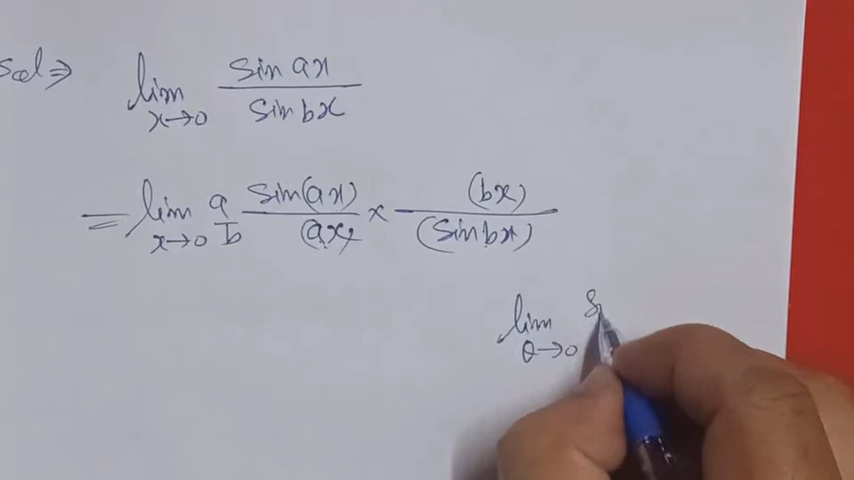 Sol ⇒ lim x→0 sin ax / sin bx
= lim x→0 a/b sin(ax) / (ax) × (bx) / (sin bx)
lim θ→0 s